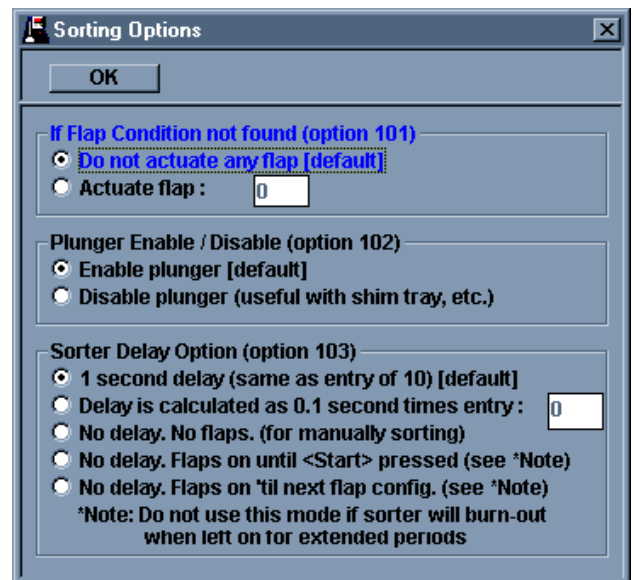 Sorting Options
OK
If Flap Condition not found (option 101)
Do not actuate any flap [default]
Actuate flap : 0
Plunger Enable / Disable (option 102)
Enable plunger [default]
Disable plunger (useful with shim tray, etc.)
Sorter Delay Option (option 103)
1 second delay (same as entry of 10) [default]
Delay is calculated as 0.1 second times entry : 0
No delay. No flaps. (for manually sorting)
No delay. Flaps on until <Start> pressed (see *Note)
No delay. Flaps on 'til next flap config. (see *Note)
*Note: Do not use this mode if sorter will burn-out
when left on for extended periods